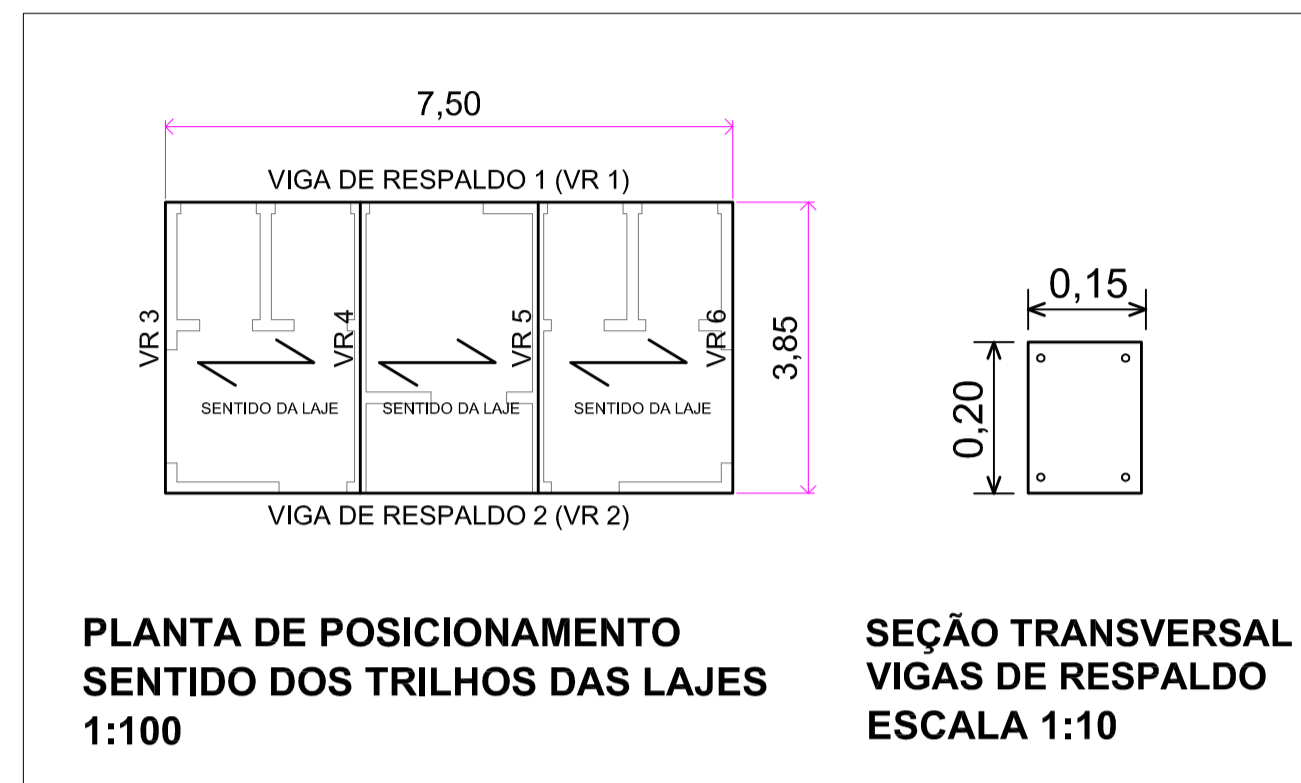 7,50
VIGA DE RESPALDO 1 (VR 1)
VR 3
VR 4
VR 5
VR 6
3,85
SENTIDO DA LAJE
SENTIDO DA LAJE
SENTIDO DA LAJE
VIGA DE RESPALDO 2 (VR 2)
0,15
0,20
PLANTA DE POSICIONAMENTO
SENTIDO DOS TRILHOS DAS LAJES
1:100
SEÇÃO TRANSVERSAL
VIGAS DE RESPALDO
ESCALA 1:10